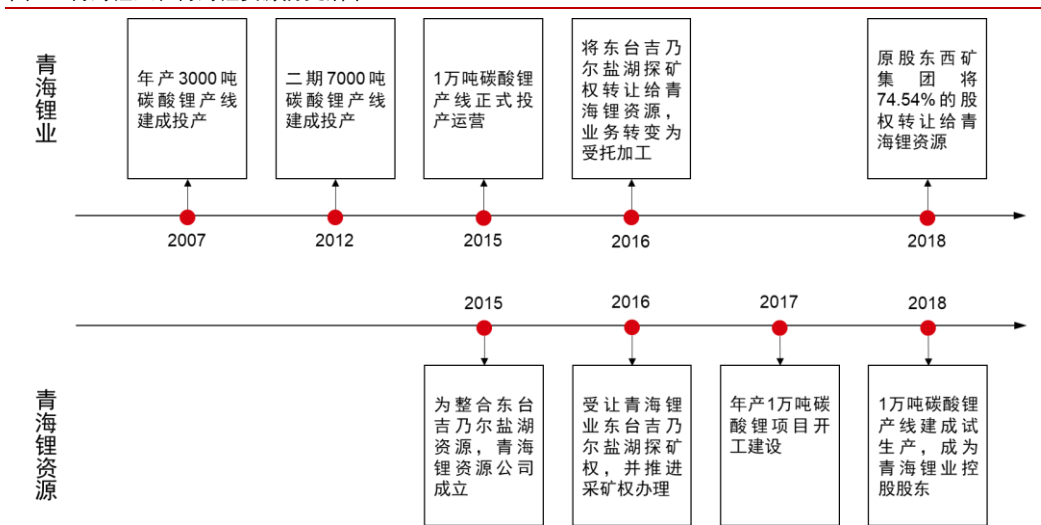 青海锂业
年产3000吨
碳酸锂产线
建成投产
二期7000吨
碳酸锂产线
建成投产
1万吨碳酸锂
产线正式投
产运营
将东台吉乃
尔盐湖探矿
权转让给青
海锂资源，
业务转变为
受托加工
原股东西矿
集团将
74.54%的股
权转让给青
海锂资源
2007
2012
2015
2016
2018
2015
2016
2017
2018
青海锂资源
为整合东台
吉乃尔盐湖
资源，青海
锂资源公司
成立
受让青海锂
业东台吉乃
尔盐湖探矿
权，并推进
采矿权办理
年产1万吨碳
酸锂项目开
工建设
1万吨碳酸锂
产线建成试
生产，成为
青海锂业控
股股东